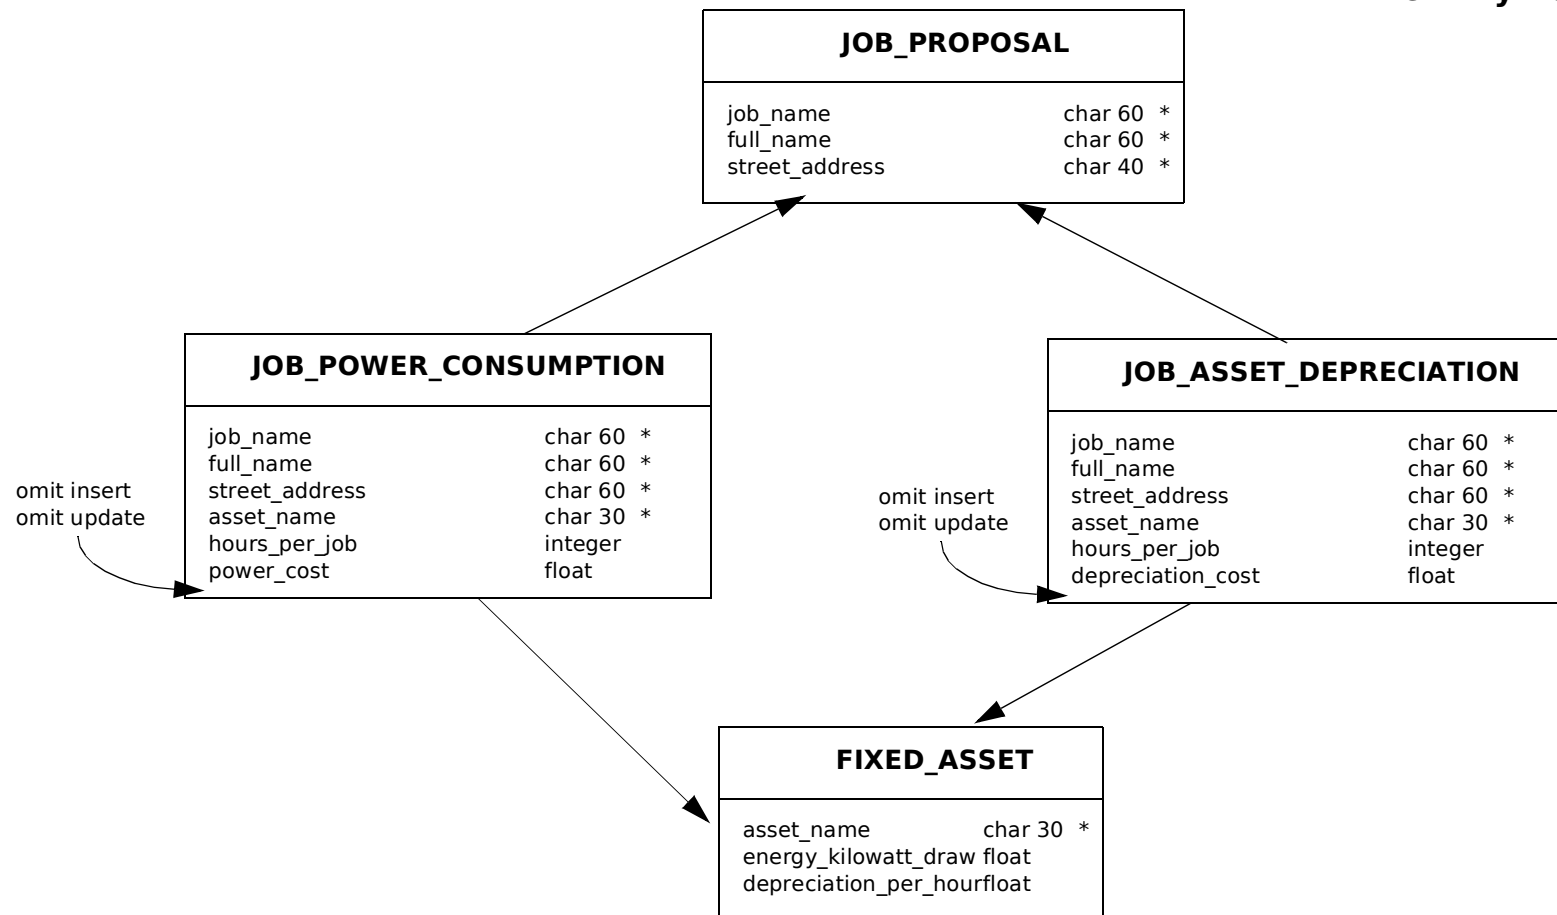 JOB_PROPOSAL
job_name char 60 *
full_name char 60 *
street_address char 40 *
JOB_POWER_CONSUMPTION
job_name char 60 *
full_name char 60 *
street_address char 60 *
asset_name char 30 *
hours_per_job integer
power_cost float
omit insert
omit update
JOB_ASSET_DEPRECIATION
job_name char 60 *
full_name char 60 *
street_address char 60 *
asset_name char 30 *
hours_per_job integer
depreciation_cost float
omit insert
omit update
FIXED_ASSET
asset_name char 30 *
energy_kilowatt_draw float
depreciation_per_hourfloat